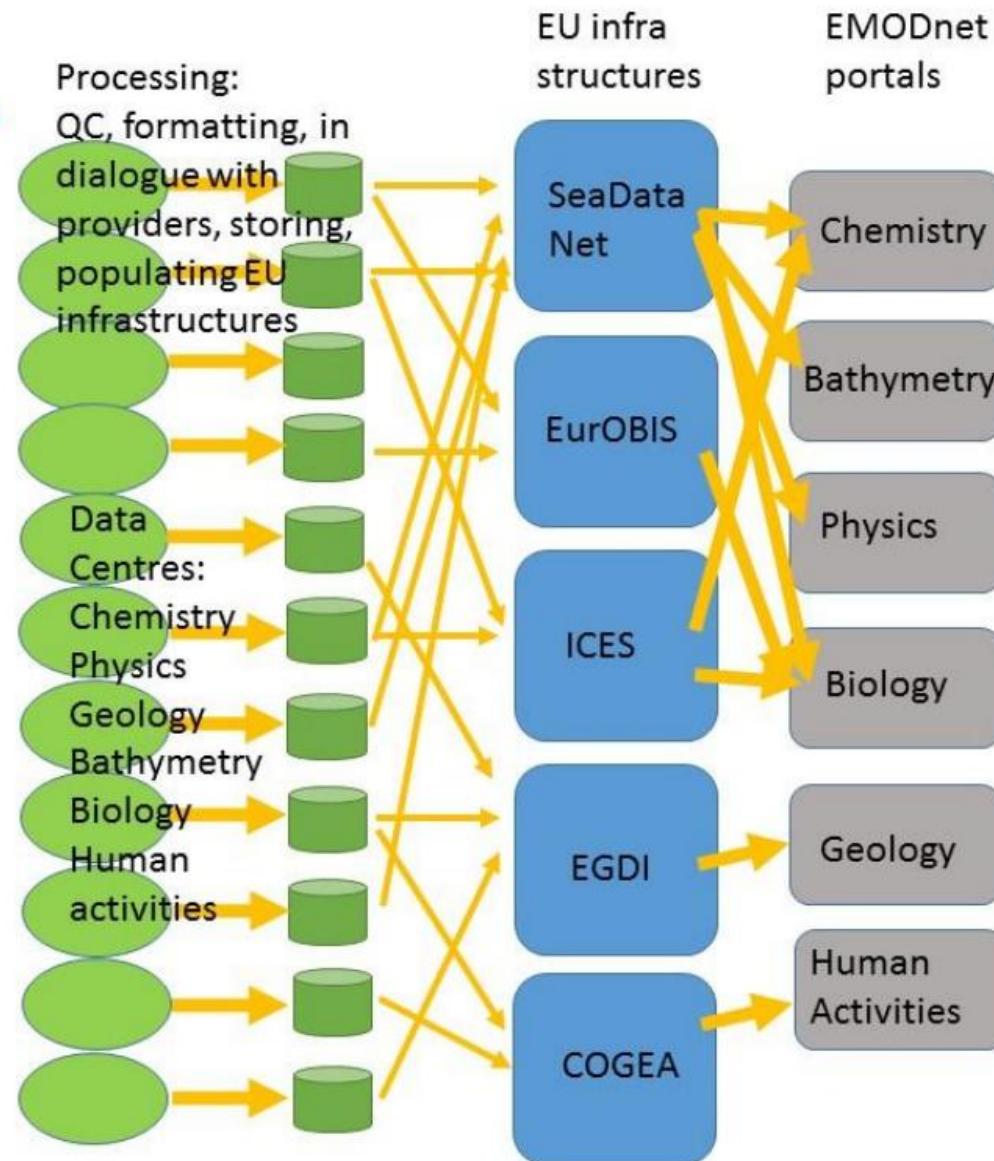 Processing:
QC, formatting, in
dialogue with
providers, storing,
populating EU
infrastructures
Data
Centres:
Chemistry
Physics
Geology
Bathymetry
Biology
Human
activities
EU infra
structures
SeaData
Net
EurOBIS
ICES
EGDI
COGEA
EMODnet
portals
Chemistry
Bathymetry
Physics
Biology
Geology
Human
Activities